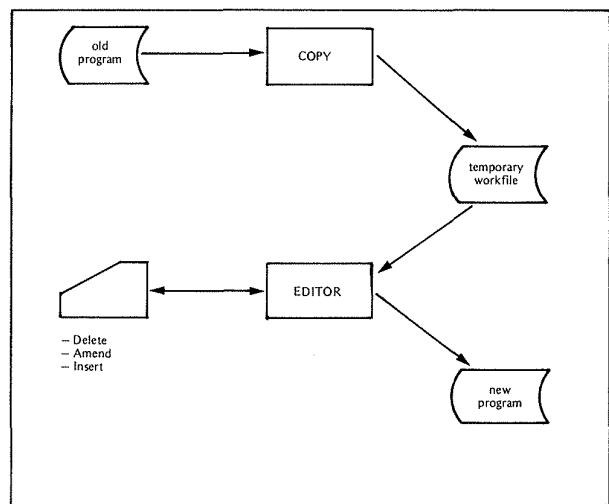 old
program
COPY
temporary
workfile
EDITOR
— Delete
— Amend
— Insert
new
program